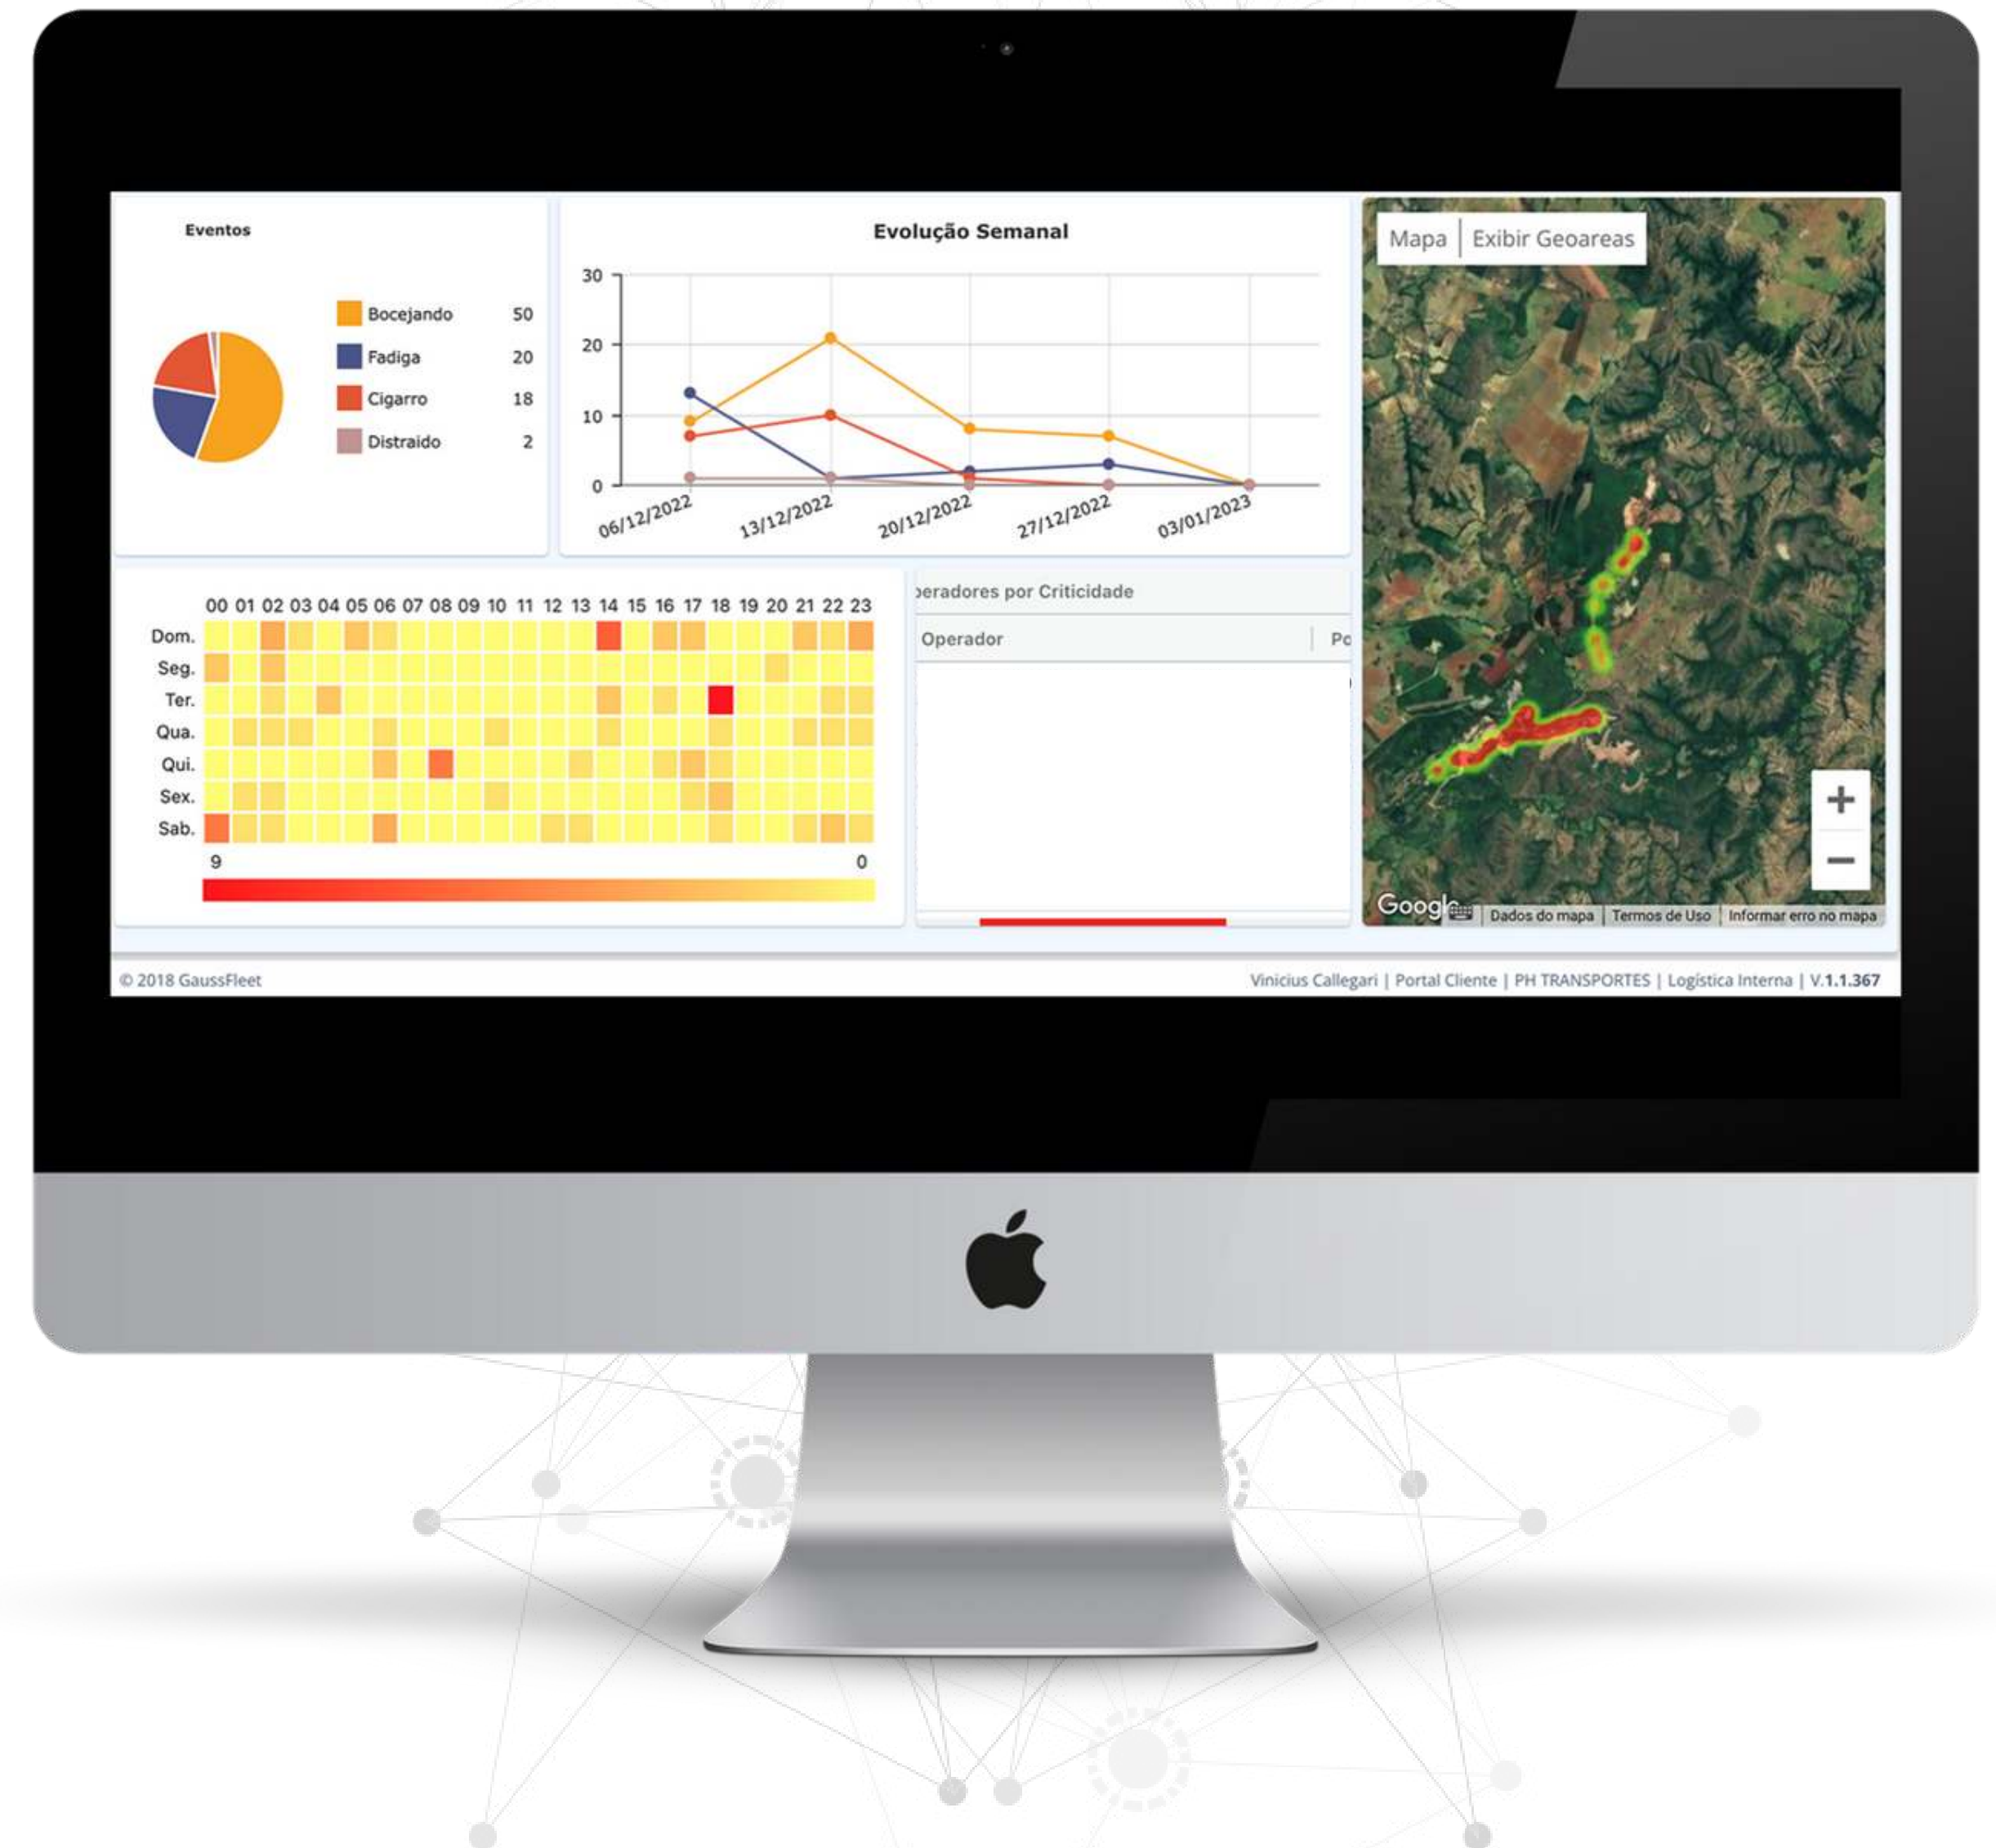 Eventos
Bocejando 50
Fadiga 20
Cigarro 18
Distraido 2
Evolução Semanal
30
20
10
0
06/12/2022 13/12/2022 20/12/2022 27/12/2022 03/01/2023
Mapa Exibir Geoareas
00 01 02 03 04 05 06 07 08 09 10 11 12 13 14 15 16 17 18 19 20 21 22 23
Dom.
Seg.
Ter.
Qua.
Qui.
Sex.
Sab.
9 0
peradores por Criticidade
Operador Po
+
−
Google
Dados do mapa Termos de Uso Informar erro no mapa
© 2018 GaussFleet
Vinicius Callegari | Portal Cliente | PH TRANSPORTES | Logística Interna | V.1.1.367